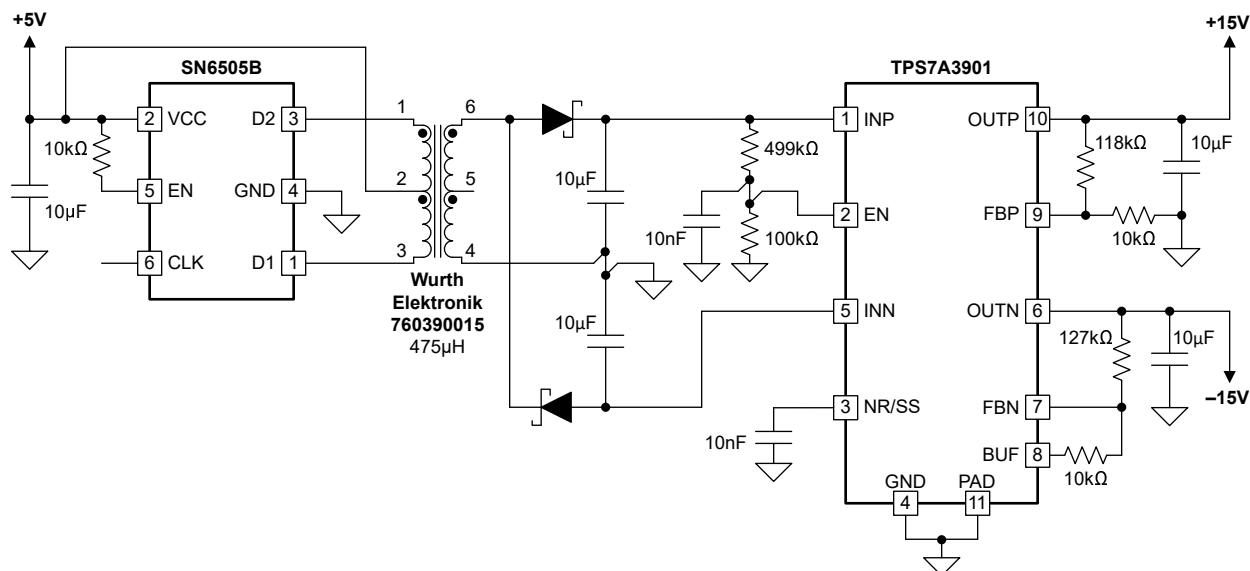 +5V
+15V
SN6505B
TPS7A3901
1
6
2
VCC
D2
3
1
INP
OUTP
10
10kΩ
499kΩ
118kΩ
10µF
10µF
2
5
5
EN
GND
4
10µF
2
EN
FBP
9
10nF
100kΩ
10kΩ
6
CLK
D1
1
3
4
Wurth
Elektronik
760390015
475µH
10µF
5
INN
OUTN
6
127kΩ
10µF
–15V
3
NR/SS
FBN
7
10nF
BUF
8
10kΩ
GND
PAD
4
11